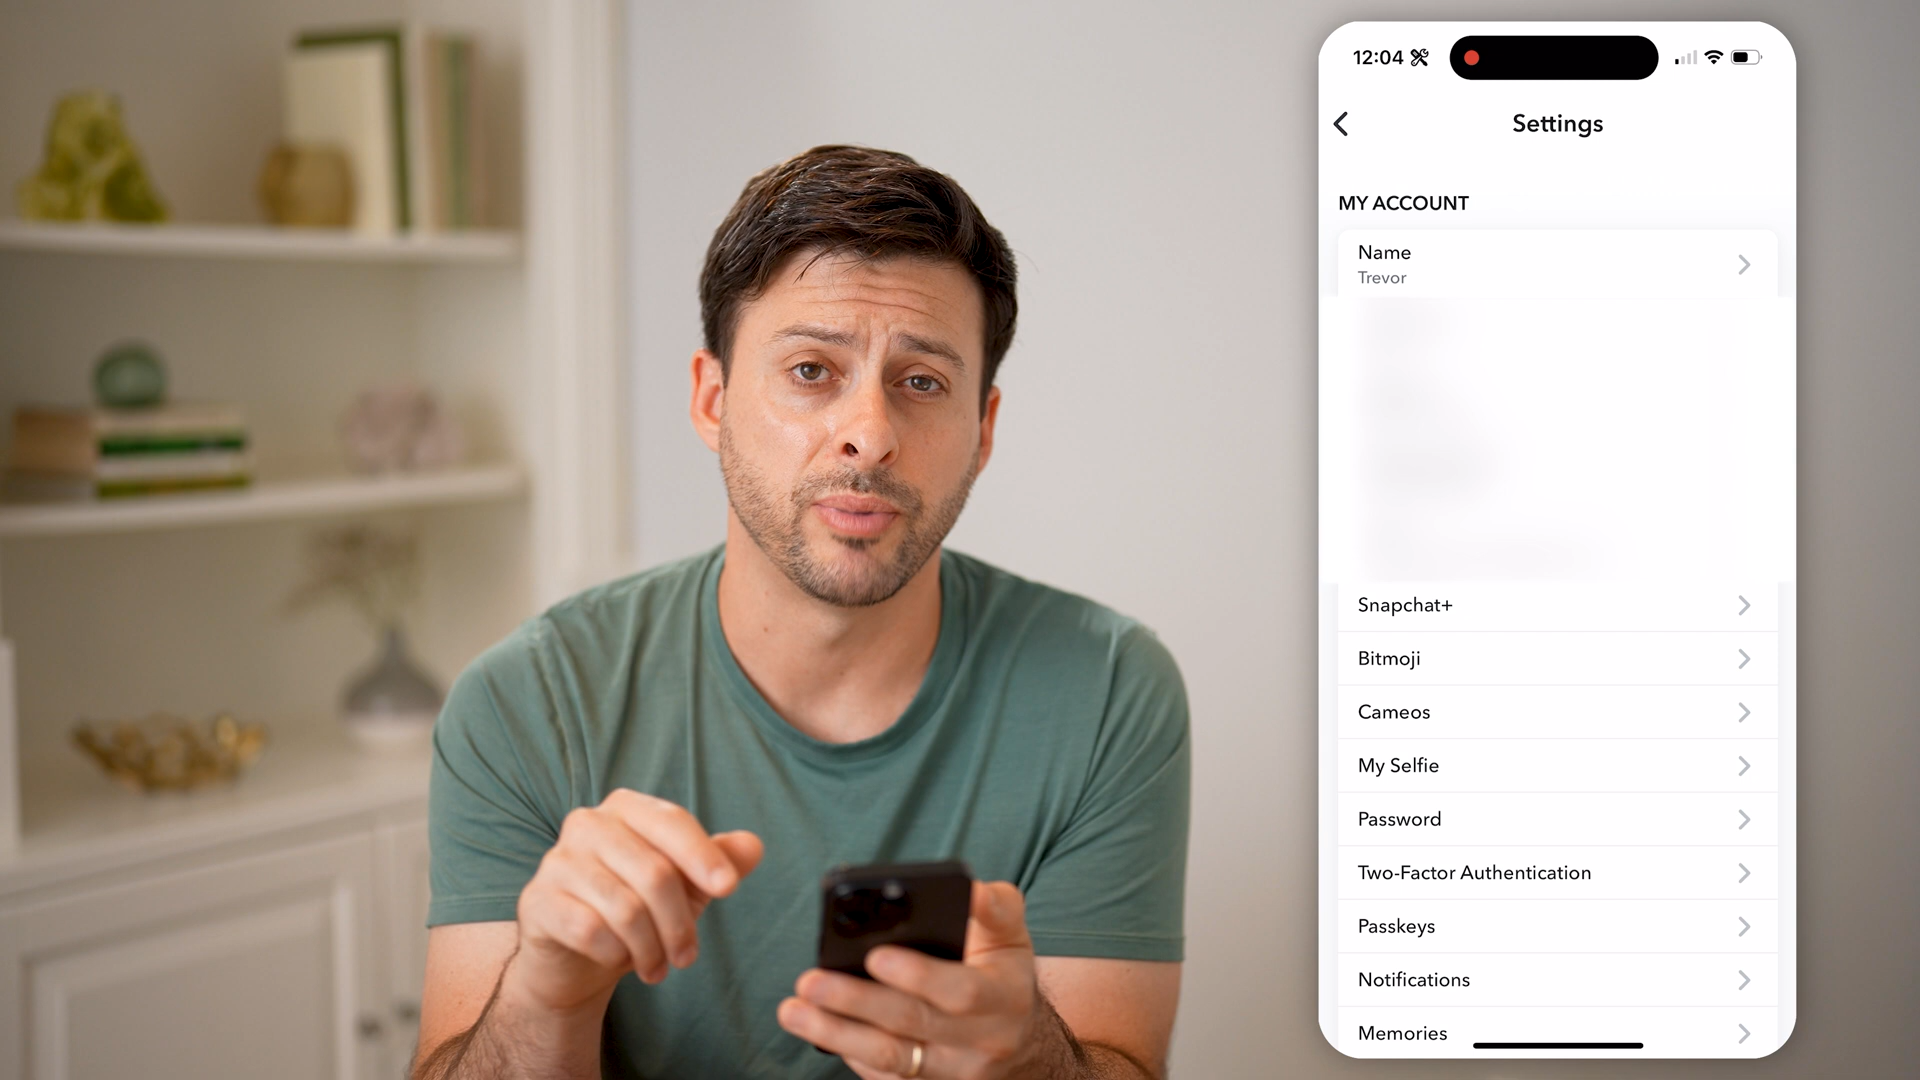 12:04
Settings
MY ACCOUNT
Name
Trevor
Snapchat+
Bitmoji
Cameos
My Selfie
Password
Two-Factor Authentication
Passkeys
Notifications
Memories